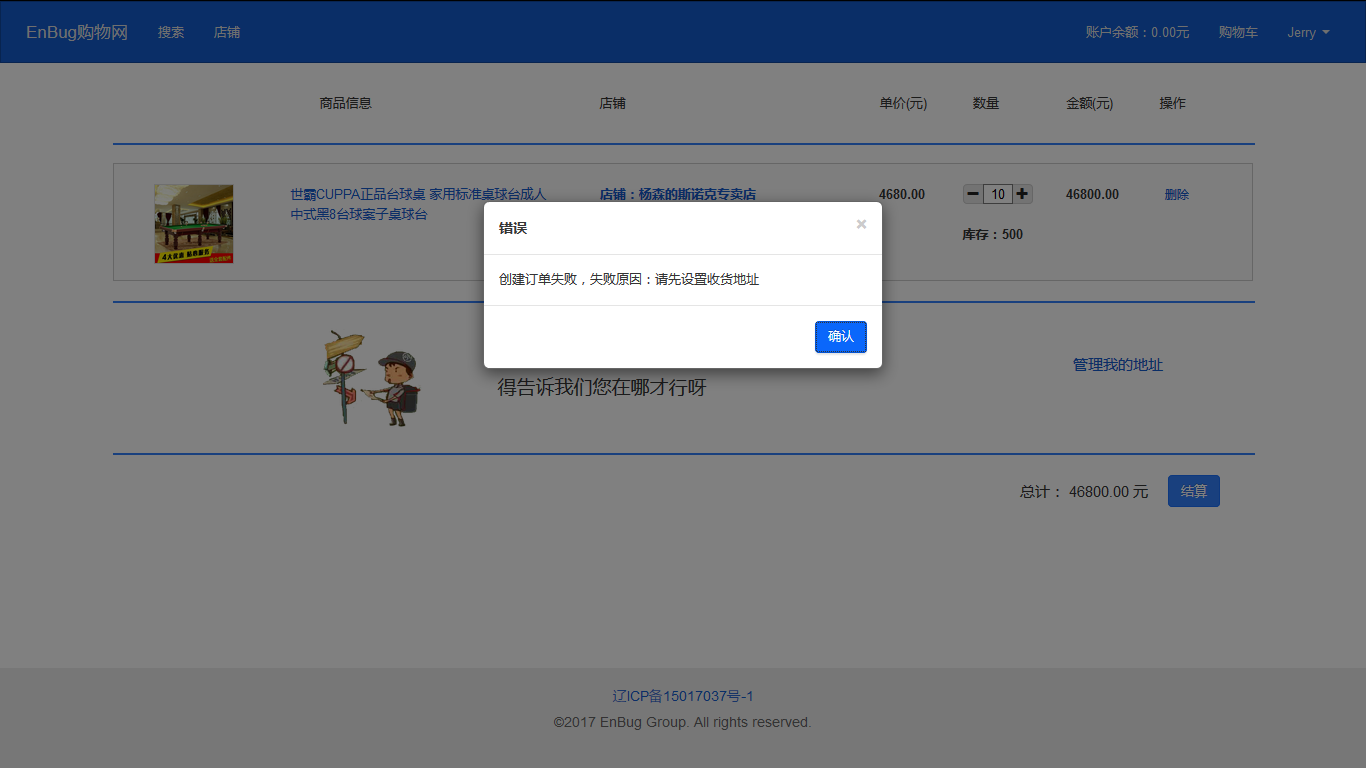 EnBug购物网 搜索 店铺 账户余额：0.00元 购物车 Jerry
商品信息 店铺 单价(元) 数量 金额(元) 操作
世霸CUPPA正品台球桌 家用标准桌球台成人 店铺：杨森的斯诺克专卖店 4680.00 10 46800.00 删除
中式黑8台球案子桌球台
库存：500
错误 ×
创建订单失败，失败原因：请先设置收货地址
确认
管理我的地址
得告诉我们您在哪才行呀
总计： 46800.00 元 结算
辽ICP备15017037号-1
©2017 EnBug Group. All rights reserved.